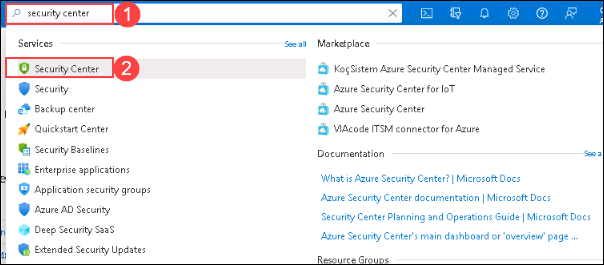 security center
1
Services
See all
Security Center
2
Security
Backup center
Quickstart Center
Security Baselines
Enterprise applications
Application security groups
Azure AD Security
Deep Security SaaS
Extended Security Updates
Marketplace
KoçSistem Azure Security Center Managed Service
Azure Security Center for IoT
Azure Security Center
VIAcode ITSM connector for Azure
Documentation
See a
What is Azure Security Center? | Microsoft Docs
Azure Security Center documentation | Microsoft Docs
Security Center Planning and Operations Guide | Microsoft Docs
Azure Security Center's main dashboard or 'overview' page ...
Resource Groups